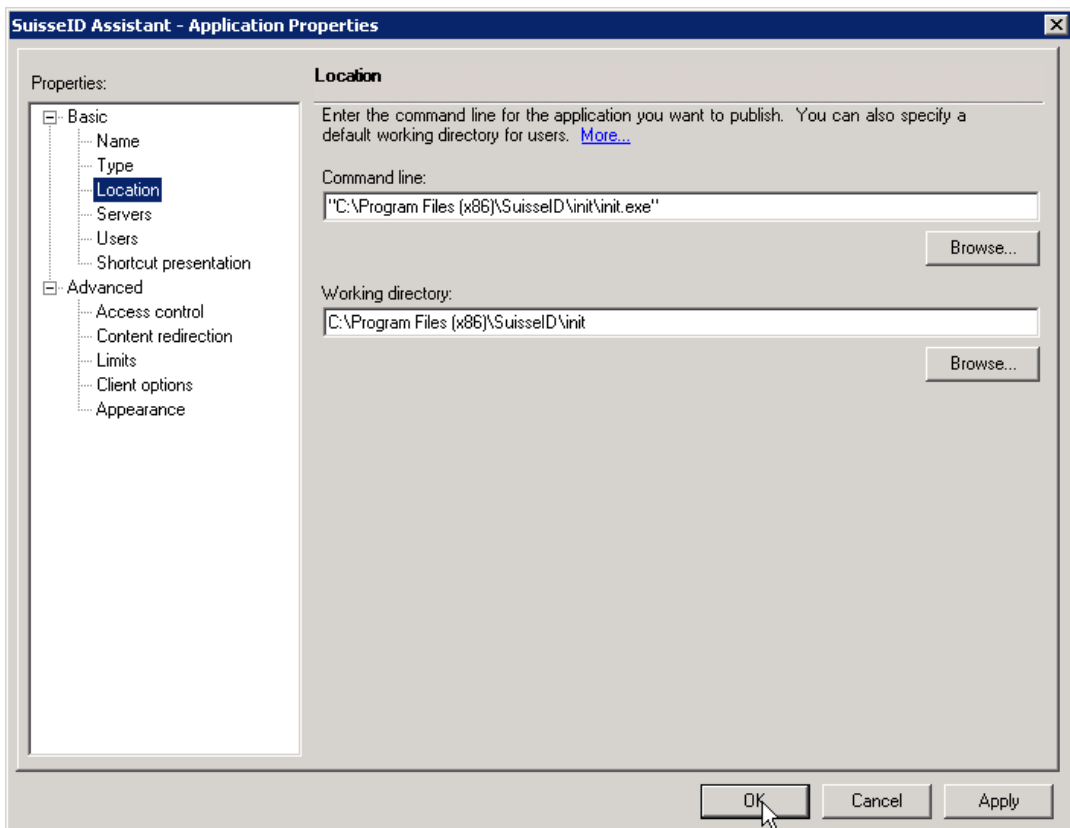 SuisseID Assistant - Application Properties
Properties:
Basic
Name
Type
Location
Servers
Users
Shortcut presentation
Advanced
Access control
Content redirection
Limits
Client options
Appearance
Location
Enter the command line for the application you want to publish. You can also specify a
default working directory for users. More...
Command line:
"C:\Program Files (x86)\SuisseID\init\init.exe"
Browse...
Working directory:
C:\Program Files (x86)\SuisseID\init
Browse...
OK
Cancel
Apply